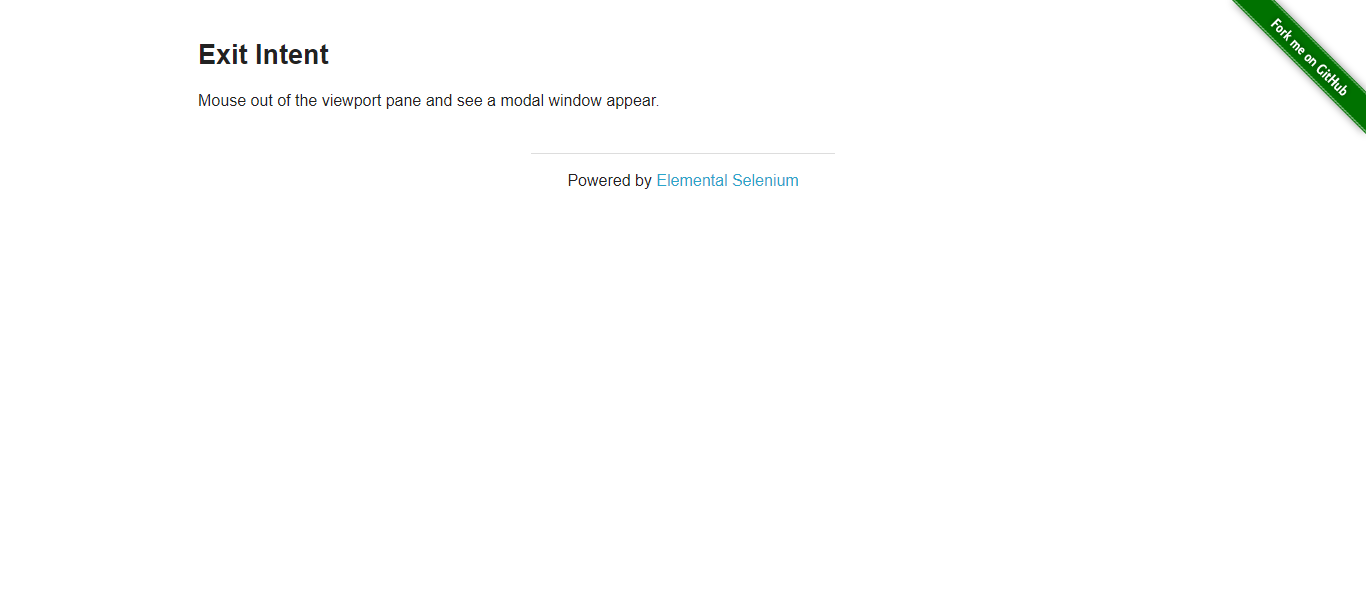 Exit Intent
Fork me on GitHub
Mouse out of the viewport pane and see a modal window appear.
Powered by Elemental Selenium